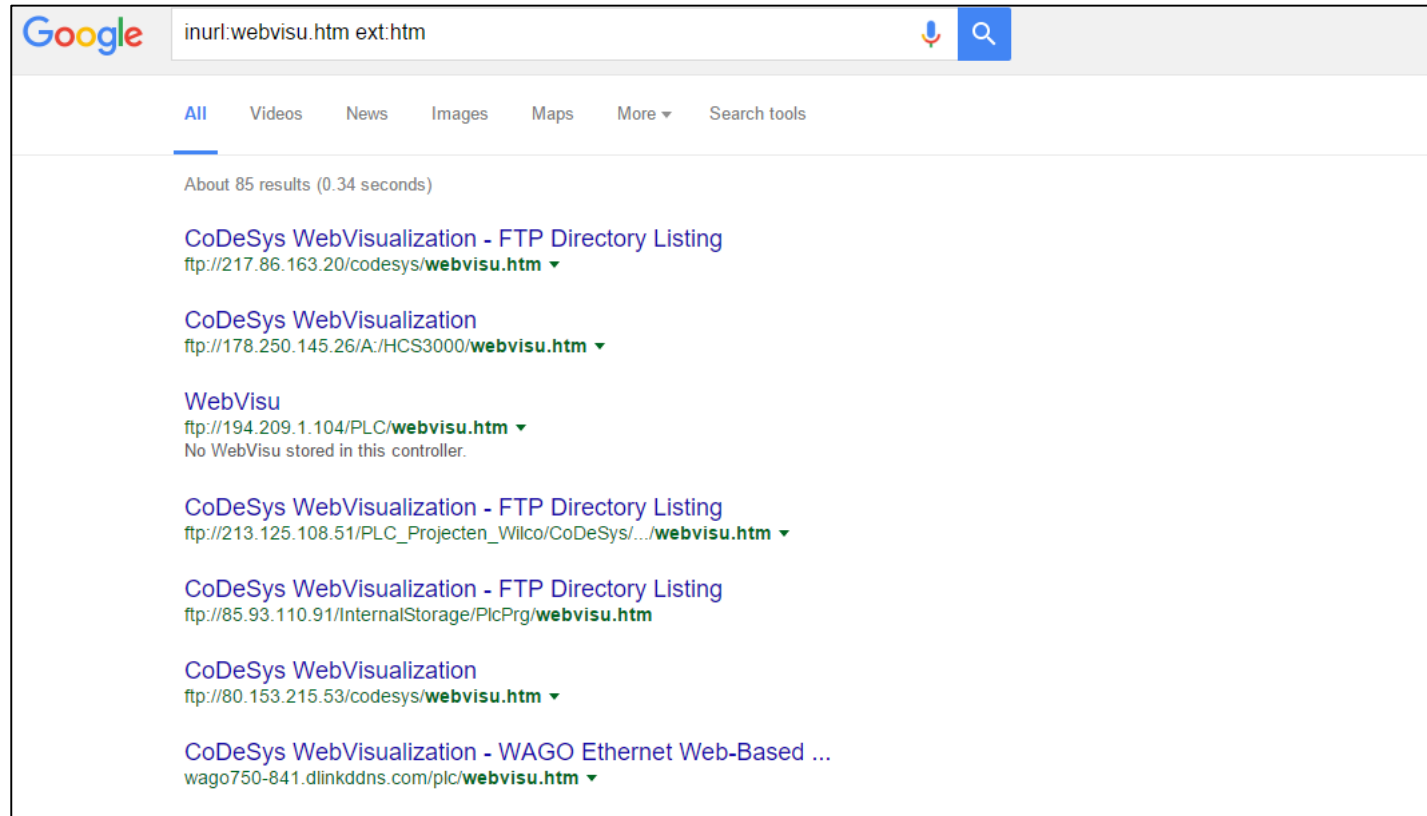 Google inurl:webvisu.htm ext:htm
All Videos News Images Maps More Search tools
About 85 results (0.34 seconds)
CoDeSys WebVisualization - FTP Directory Listing
ftp://217.86.163.20/codesys/webvisu.htm
CoDeSys WebVisualization
ftp://178.250.145.26/A:/HCS3000/webvisu.htm
WebVisu
ftp://194.209.1.104/PLC/webvisu.htm
No WebVisu stored in this controller.
CoDeSys WebVisualization - FTP Directory Listing
ftp://213.125.108.51/PLC_Projecten_Wilco/CoDeSys/.../webvisu.htm
CoDeSys WebVisualization - FTP Directory Listing
ftp://85.93.110.91/InternalStorage/PlcPrg/webvisu.htm
CoDeSys WebVisualization
ftp://80.153.215.53/codesys/webvisu.htm
CoDeSys WebVisualization - WAGO Ethernet Web-Based ...
wago750-841.dlinkddns.com/plc/webvisu.htm